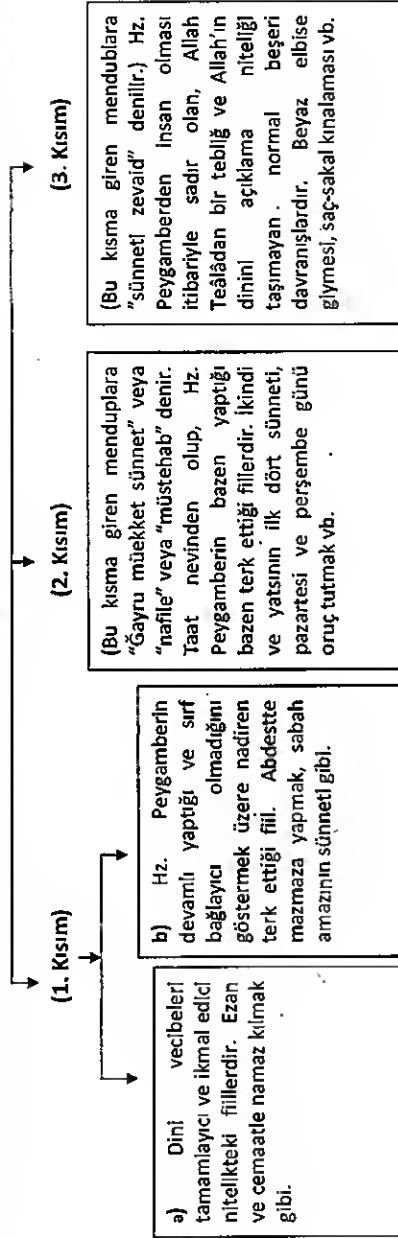 (1. Kısım)
a) Dini vecibeleri
tamamlayıcı ve ikmal edici
nitelikteki fiillerdir. Ezan
ve cemaatle namaz kılmak
gibi.
b) Hz. Peygamberin
devamlı yaptığı ve sırf
bağlayıcı olmadığını
göstermek üzere nadiren
terk ettiği fiil. Abdestte
mazmaza yapmak, sabah
amazının sünneti gibi.
(2. Kısım)
(Bu kısma giren menduplara
"Ğayru müekket sünnet" veya
"nafile" veya "müstehab" denir.
Taat nevinden olup, Hz.
Peygamberin bazen yaptığı
bazen terk ettiği fillerdir. İkindi
ve yatsının ilk dört sünneti,
pazartesi ve perşembe günü
oruç tutmak vb.
(3. Kısım)
(Bu kısma giren mendublara
"sünneti zevaid" denilir.) Hz.
Peygamberden insan olması
itibariyle sadır olan, Allah
Teâlâdan bir tebliğ ve Allah'ın
dinini açıklama niteliği
taşımayan normal beşeri
davranışlardır. Beyaz elbise
giymesi, saç-sakal kınalaması vb.